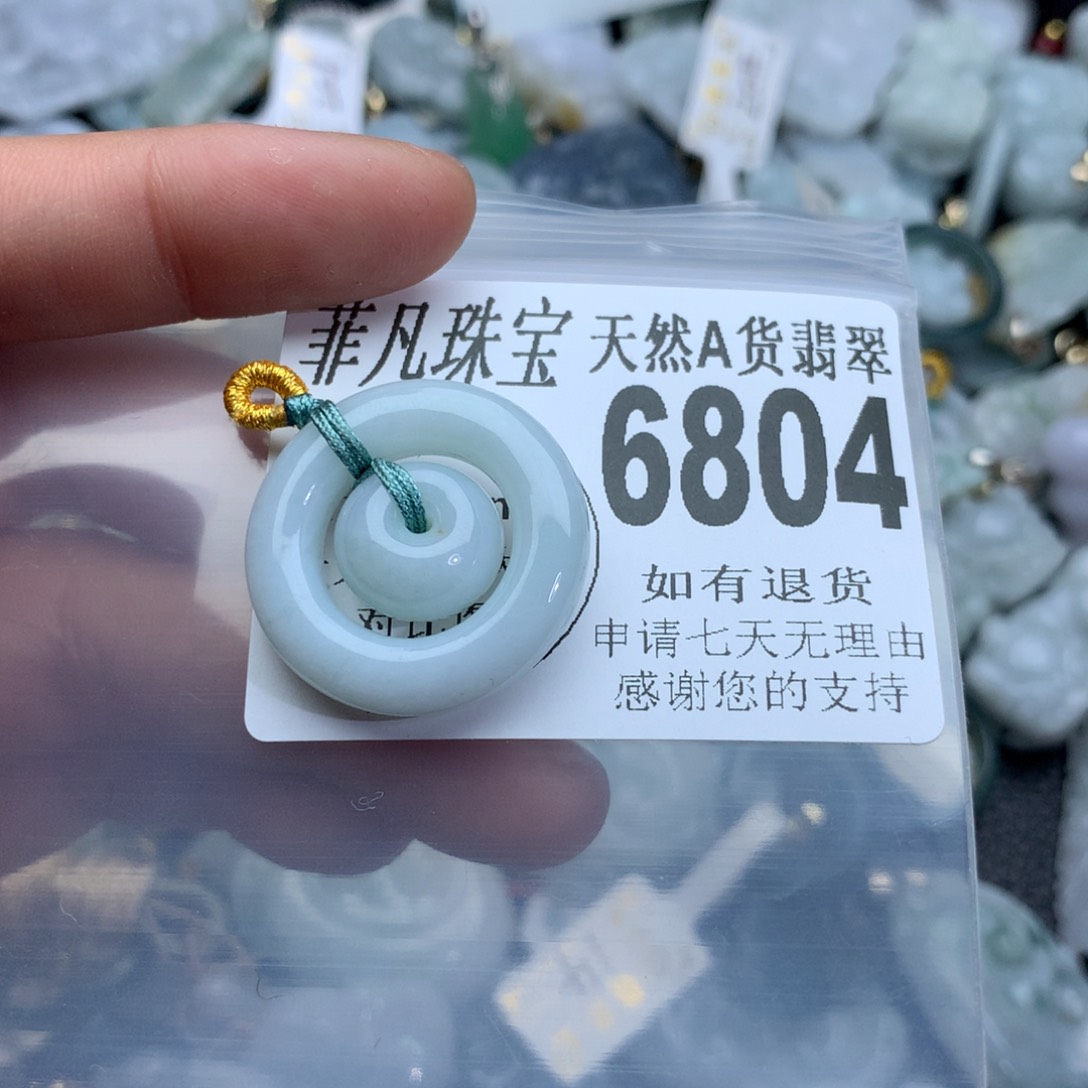 菲凡珠宝 天然A货翡翠
6804
如有退货
申请七天无理由
感谢您的支持